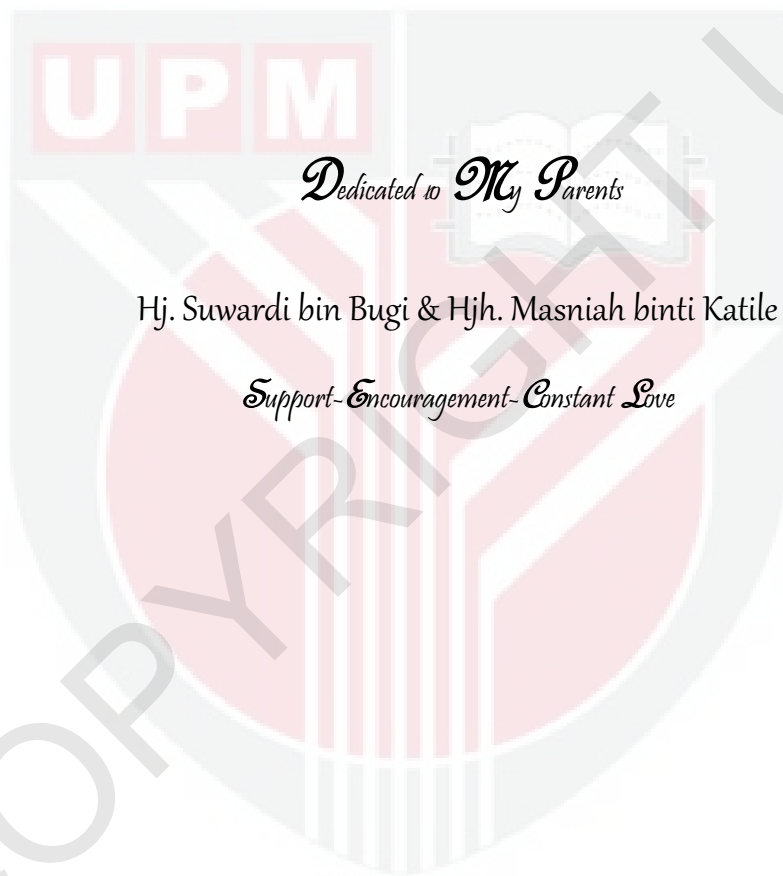 UPM
Dedicated to My Parents
Hj. Suwardi bin Bugi & Hjh. Masniah binti Katile
Support-Encouragement-Constant Love
COPYRIGHT U